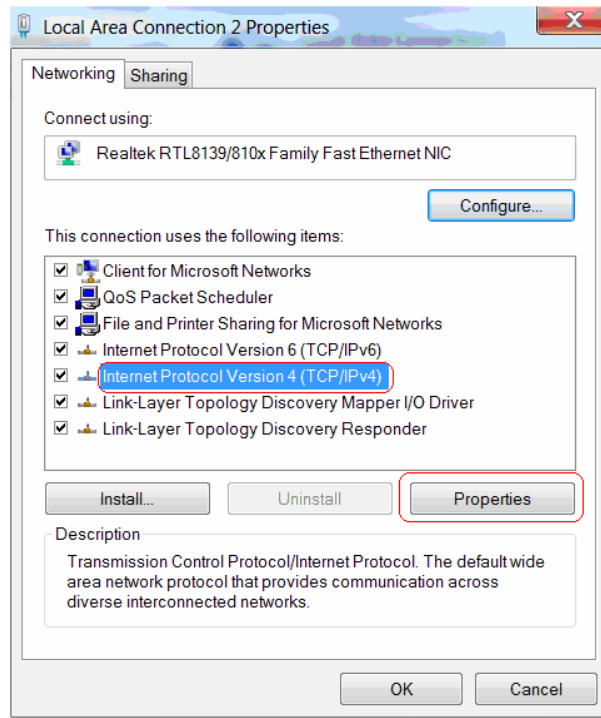 Local Area Connection 2 Properties
Networking
Sharing
Connect using:
Realtek RTL8139/810x Family Fast Ethernet NIC
Configure...
This connection uses the following items:
Client for Microsoft Networks
QoS Packet Scheduler
File and Printer Sharing for Microsoft Networks
Internet Protocol Version 6 (TCP/IPv6)
Internet Protocol Version 4 (TCP/IPv4)
Link-Layer Topology Discovery Mapper I/O Driver
Link-Layer Topology Discovery Responder
Install...
Uninstall
Properties
Description
Transmission Control Protocol/Internet Protocol. The default wide
area network protocol that provides communication across
diverse interconnected networks.
OK
Cancel